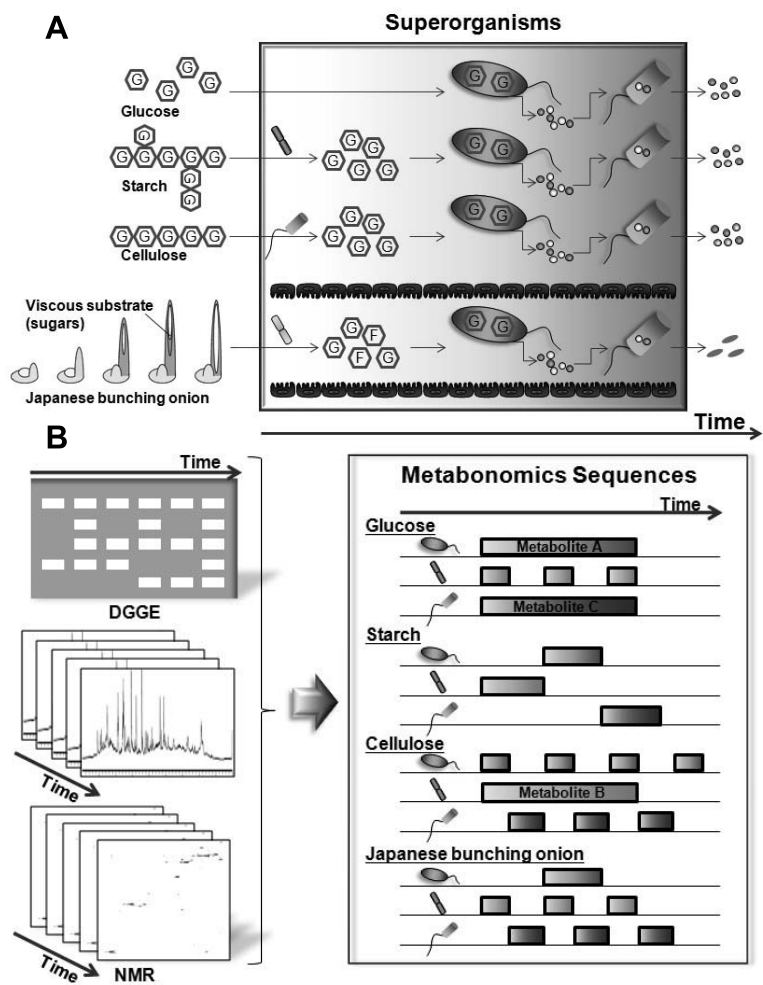 A
Superorganisms
G G G G
G G
Glucose
G
G G G G G
Starch
G
G
G G G G G
G G
G G G G G
Cellulose
G G G G G
G G
Viscous substrate
(sugars)
G F
G F G
G G
Japanese bunching onion
Time
B
Time
DGGE
Time
Time
NMR
Metabonomics Sequences
Time
Glucose
Metabolite A
Metabolite C
Starch
Cellulose
Metabolite B
Japanese bunching onion